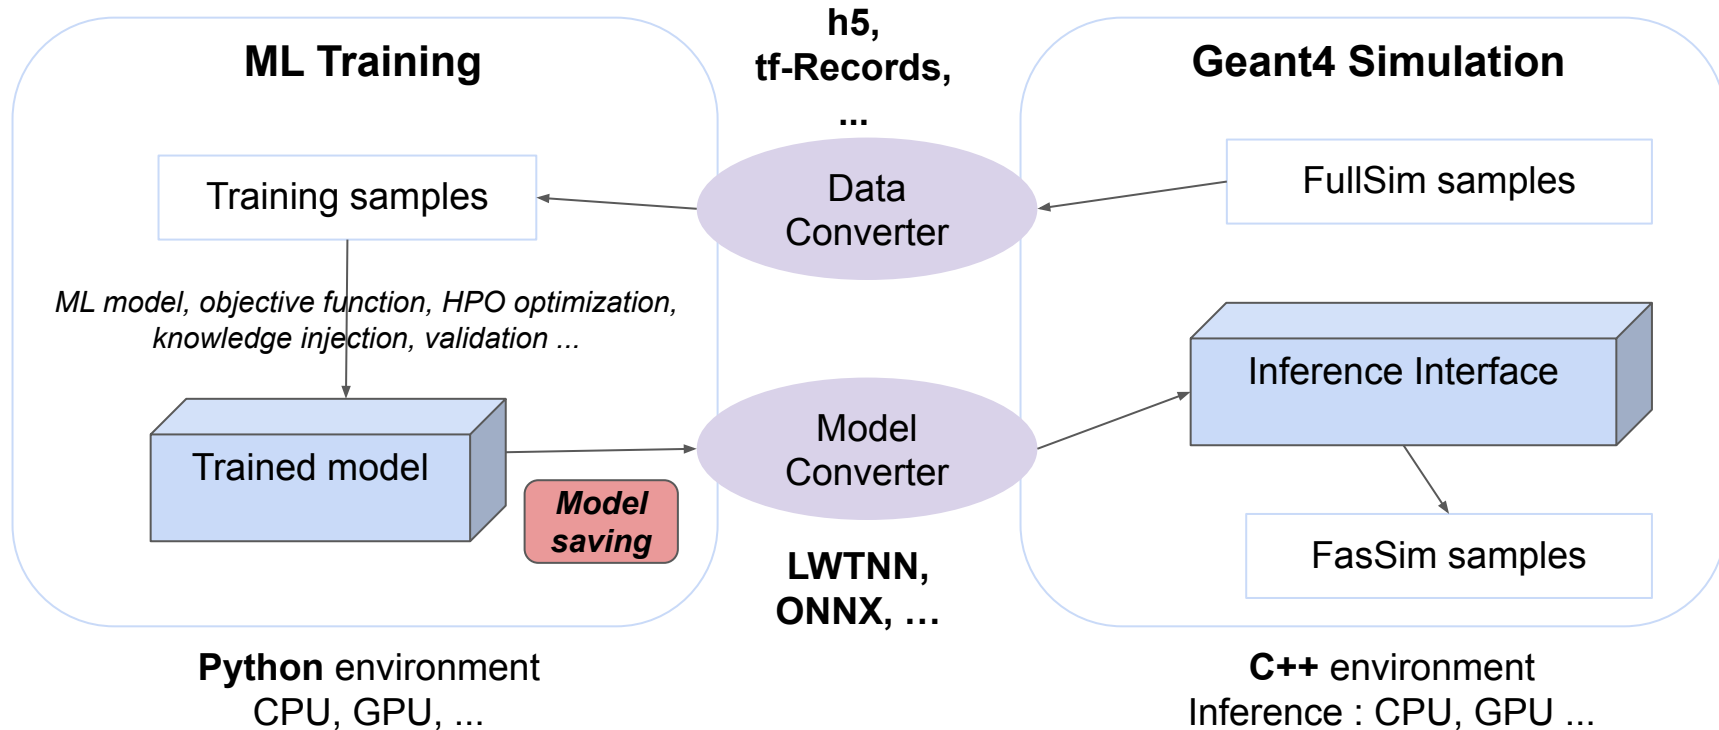 ML Training
Training samples
ML model, objective function, HPO optimization,
knowledge injection, validation ...
Trained model
Model
saving
Python environment
CPU, GPU, ...
h5,
tf-Records,
...
Data
Converter
Model
Converter
LWTNN,
ONNX, …
Geant4 Simulation
FullSim samples
Inference Interface
FasSim samples
C++ environment
Inference : CPU, GPU ...